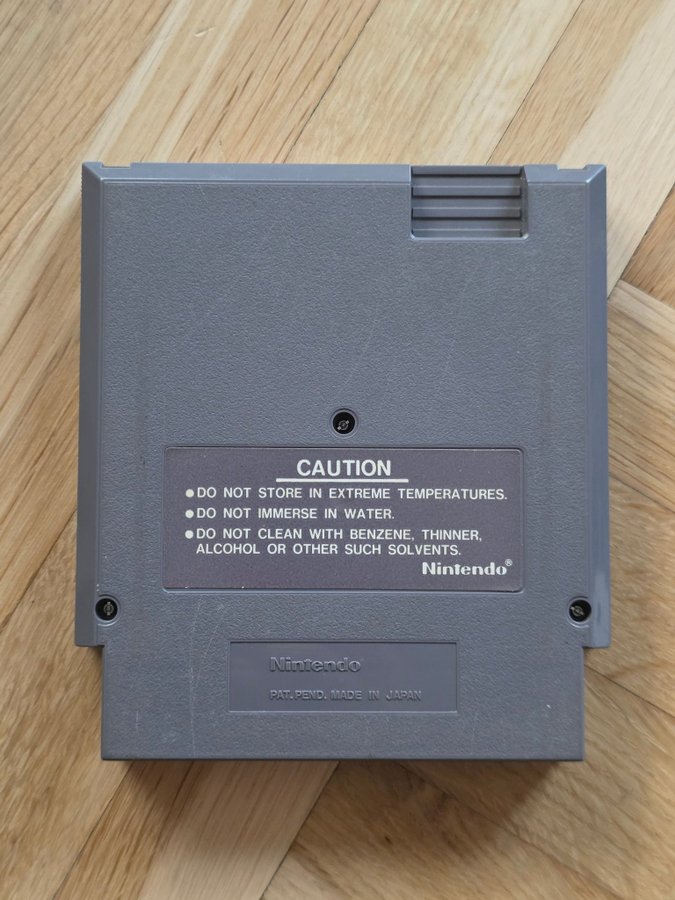 CAUTION
●DO NOT STORE IN EXTREME TEMPERATURES.
●DO NOT IMMERSE IN WATER.
●DO NOT CLEAN WITH BENZENE, THINNER,
ALCOHOL OR OTHER SUCH SOLVENTS.
Nintendo®
Nintendo
PAT. PEND. MADE IN JAPAN